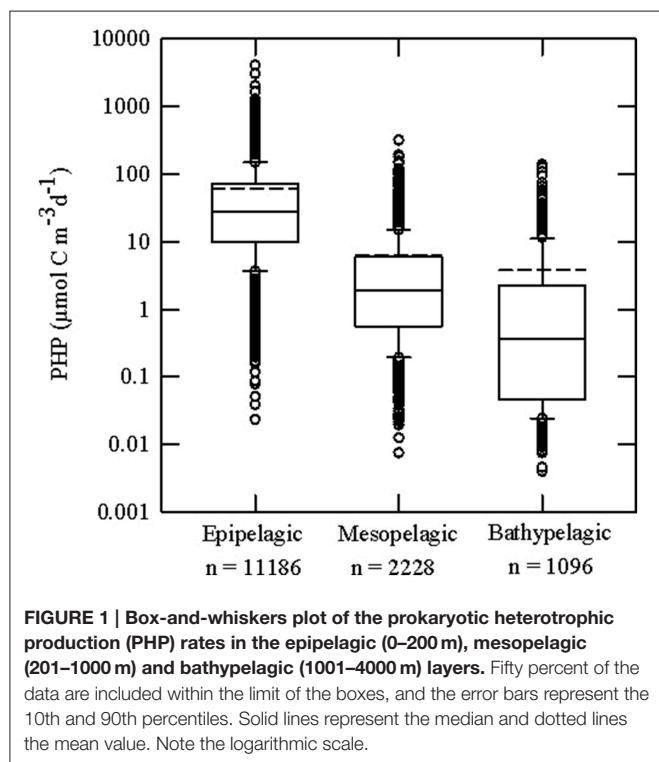 10000
1000
100
10
1
0.1
0.01
0.001
PHP (µmol C m⁻³d⁻¹)
Epipelagic Mesopelagic Bathypelagic
n = 11186 n = 2228 n = 1096
FIGURE 1 | Box-and-whiskers plot of the prokaryotic heterotrophic
production (PHP) rates in the epipelagic (0–200 m), mesopelagic
(201–1000 m) and bathypelagic (1001–4000 m) layers. Fifty percent of the
data are included within the limit of the boxes, and the error bars represent the
10th and 90th percentiles. Solid lines represent the median and dotted lines
the mean value. Note the logarithmic scale.